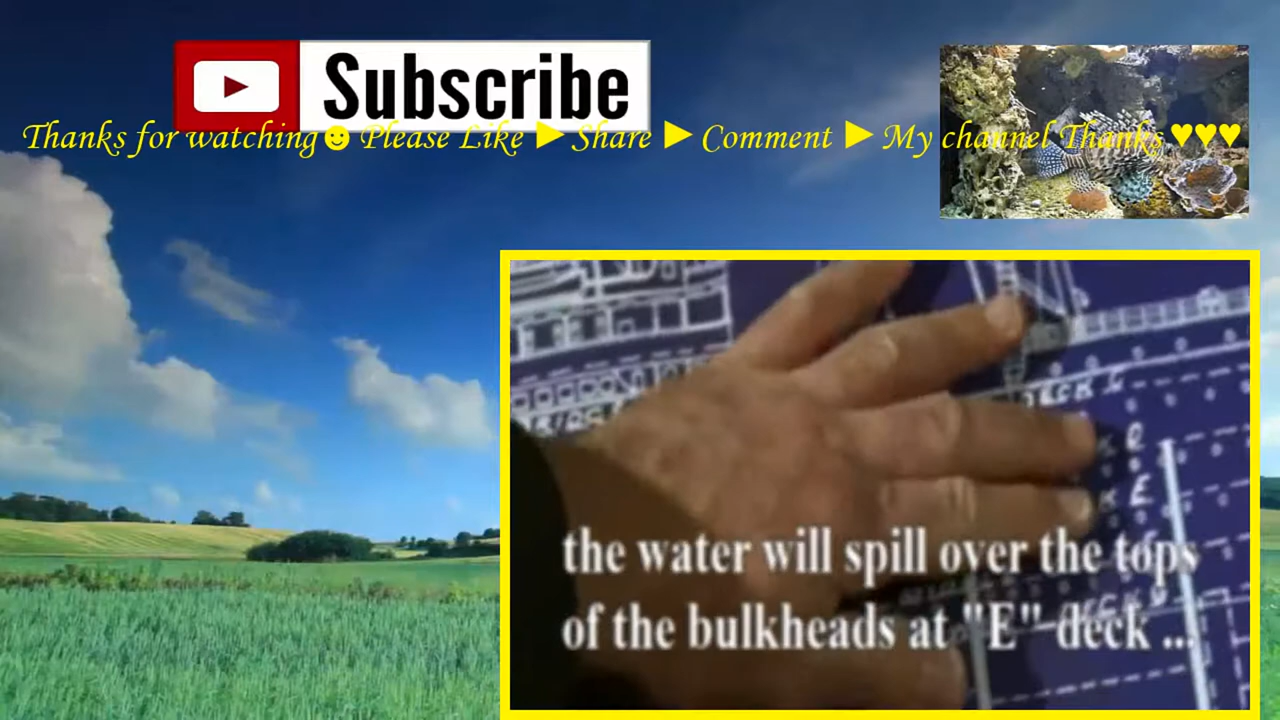 Subscribe
Thanks for watching☻Please Like ► Share ► Comment ► My channel Thanks ♥♥♥
DECK C
D
E
the water will spill over the tops
of the bulkheads at "E" deck ...